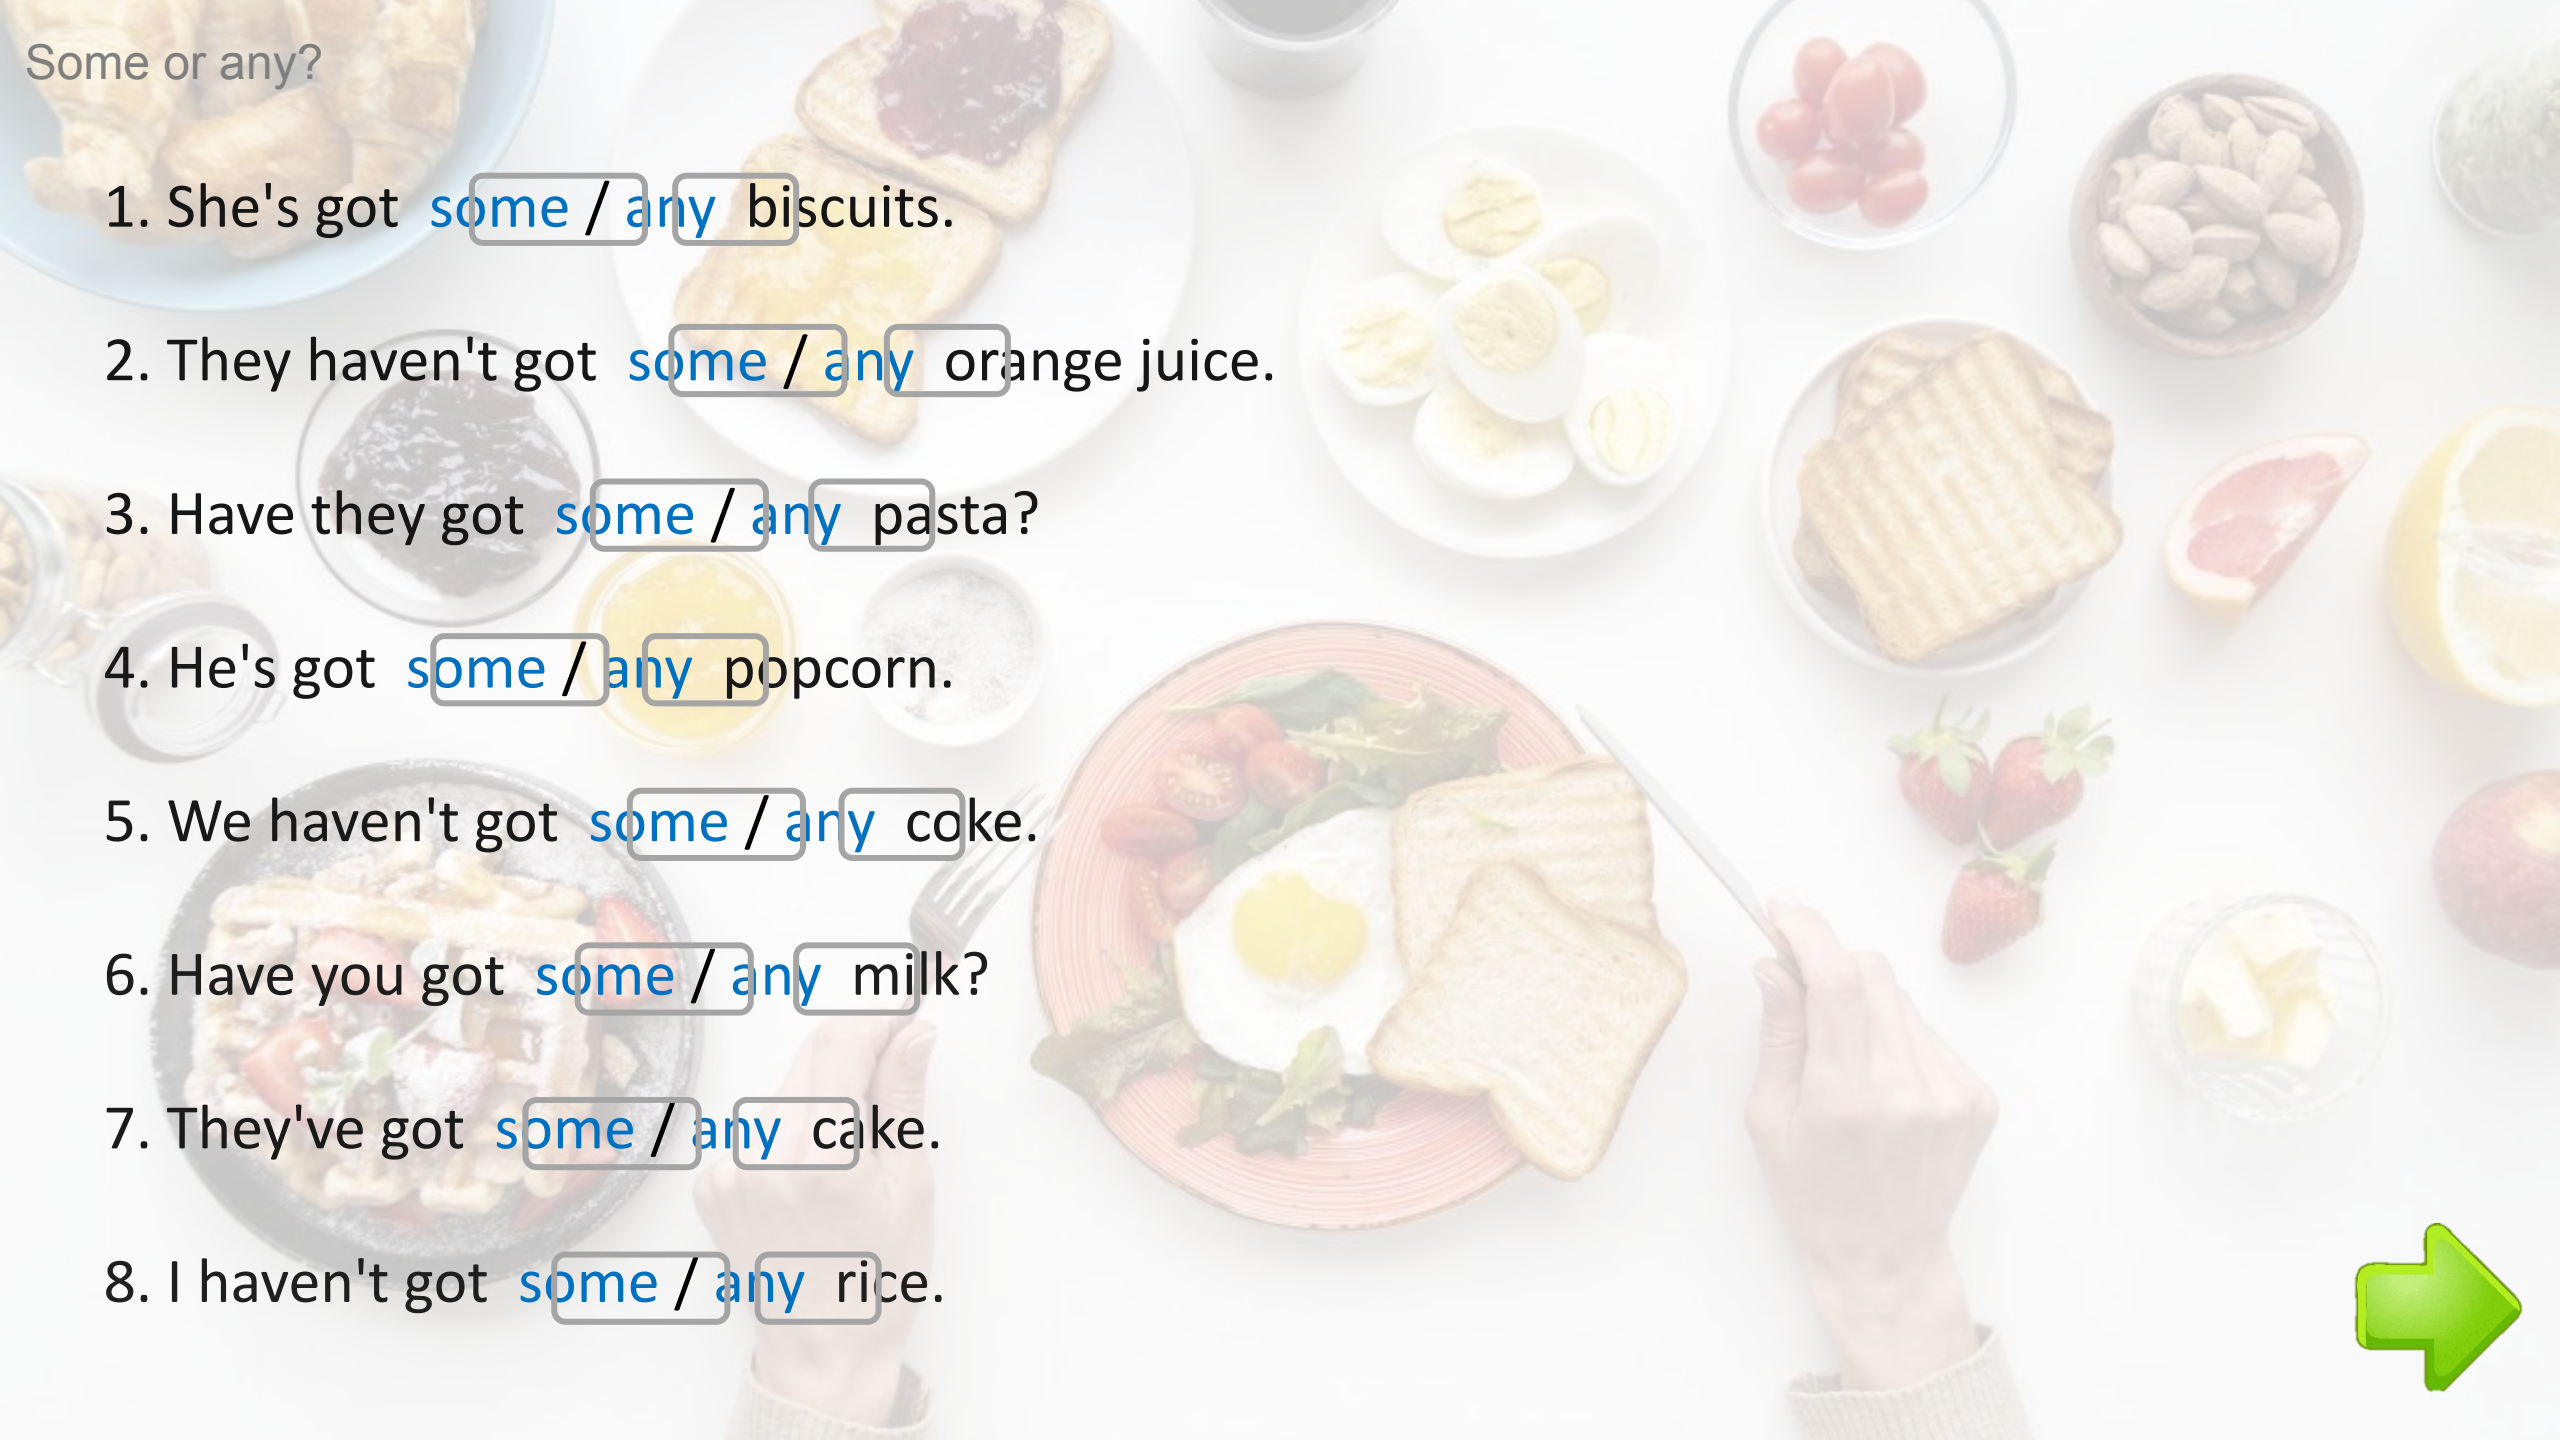 Some or any?
1. She's got some / any biscuits.
2. They haven't got some / any orange juice.
3. Have they got some / any pasta?
4. He's got some / any popcorn.
5. We haven't got some / any coke.
6. Have you got some / any milk?
7. They've got some / any cake.
8. I haven't got some / any rice.